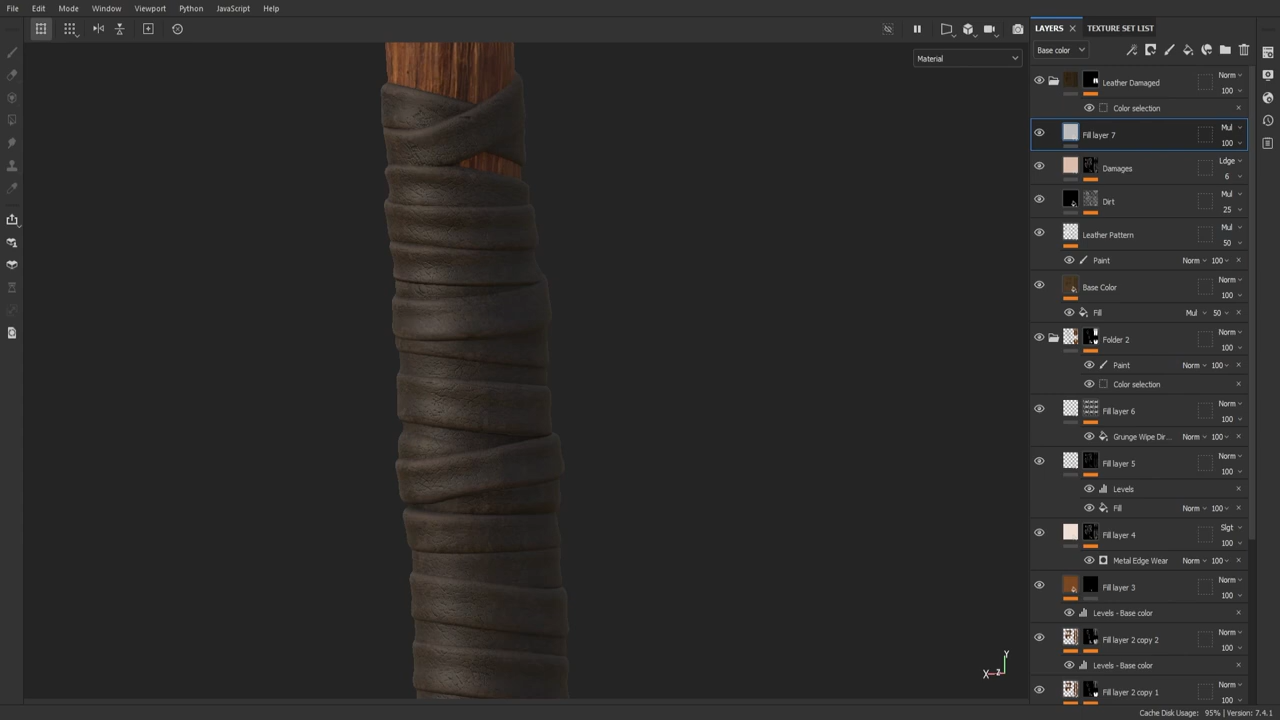 File Edit Mode Window Viewport Python JavaScript Help
LAYERS × TEXTURE SET LIST
Base color
Material
Leather Damaged Norm 100
Color selection
Fill layer 7 Mul 100
Damages Ldge 6
Dirt Mul 25
Leather Pattern Mul 50
Paint Norm 100
Base Color Norm 100
Fill Mul 50
Folder 2 Norm 100
Paint Norm 100
Color selection
Fill layer 6 Norm 100
Grunge Wipe Dir... Norm 100
Fill layer 5 Norm 100
Levels
Fill Norm 100
Fill layer 4 Slgt 100
Metal Edge Wear Norm 100
Fill layer 3 Norm 100
Levels - Base color
Fill layer 2 copy 2 Norm 100
Levels - Base color
Fill layer 2 copy 1 Norm 100
Y
X Z
Cache Disk Usage: 95% | Version: 7.4.1